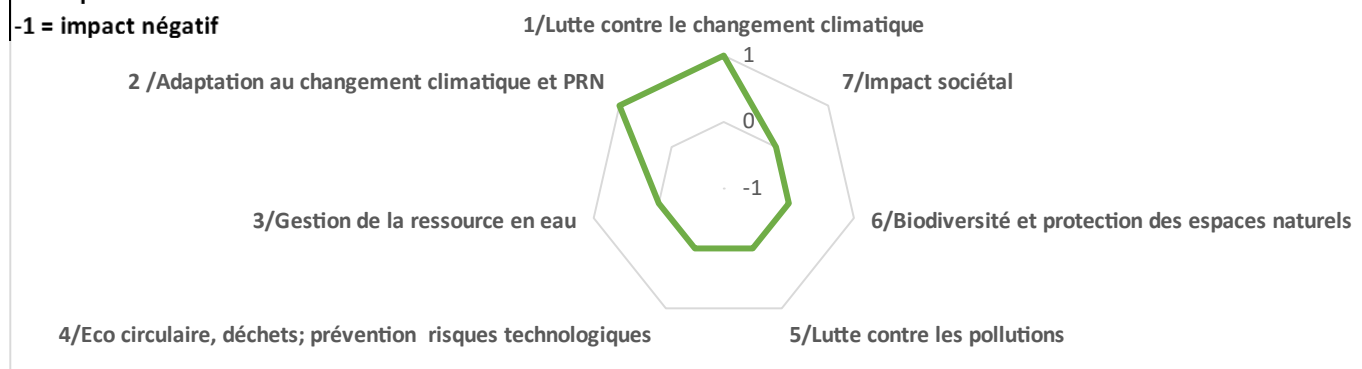 -1 = impact négatif
1/Lutte contre le changement climatique
1
2 /Adaptation au changement climatique et PRN
7/Impact sociétal
0
-1
3/Gestion de la ressource en eau
6/Biodiversité et protection des espaces naturels
4/Eco circulaire, déchets; prévention  risques technologiques
5/Lutte contre les pollutions